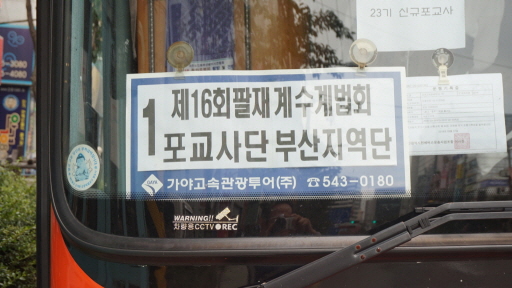 23기 신규포교사
1
제16회팔재계수계법회
포교사단 부산지역단
가야고속관광투어(주) ☎543-0180
WARNING!!
차량용CCTV●REC